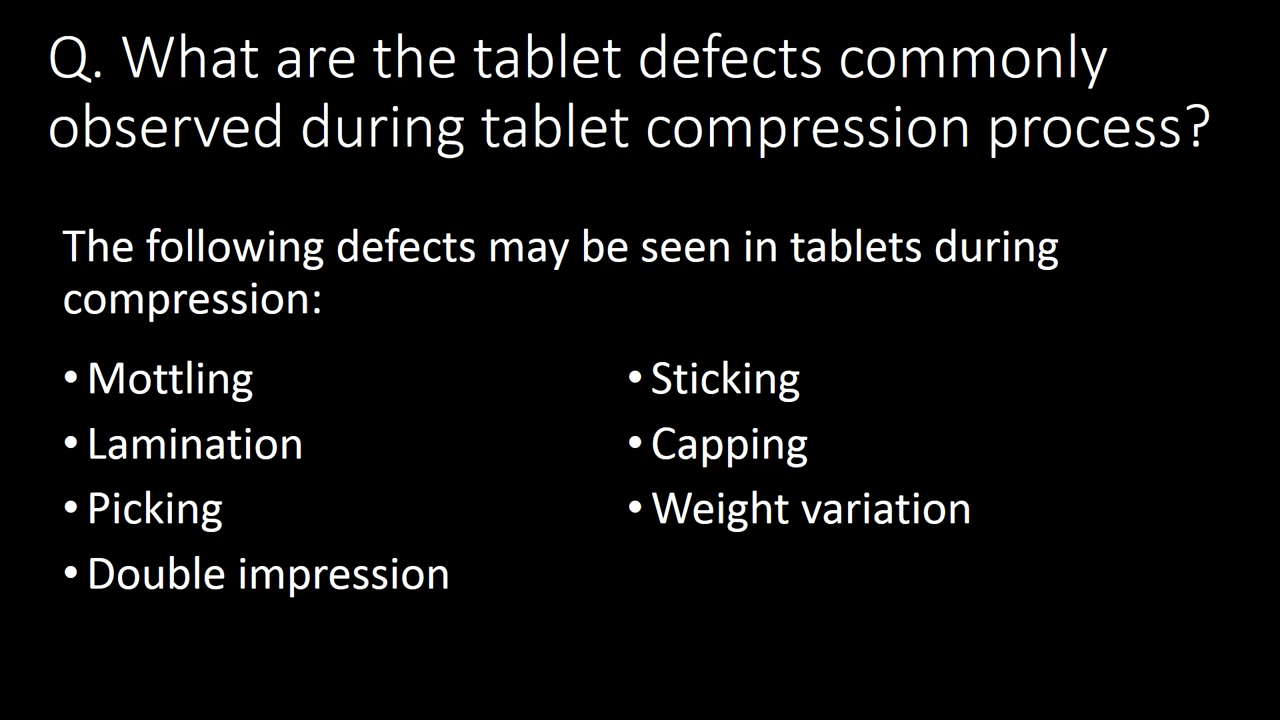 Q. What are the tablet defects commonly
observed during tablet compression process?
The following defects may be seen in tablets during
compression:
• Mottling
• Lamination
• Picking
• Double impression
• Sticking
• Capping
• Weight variation